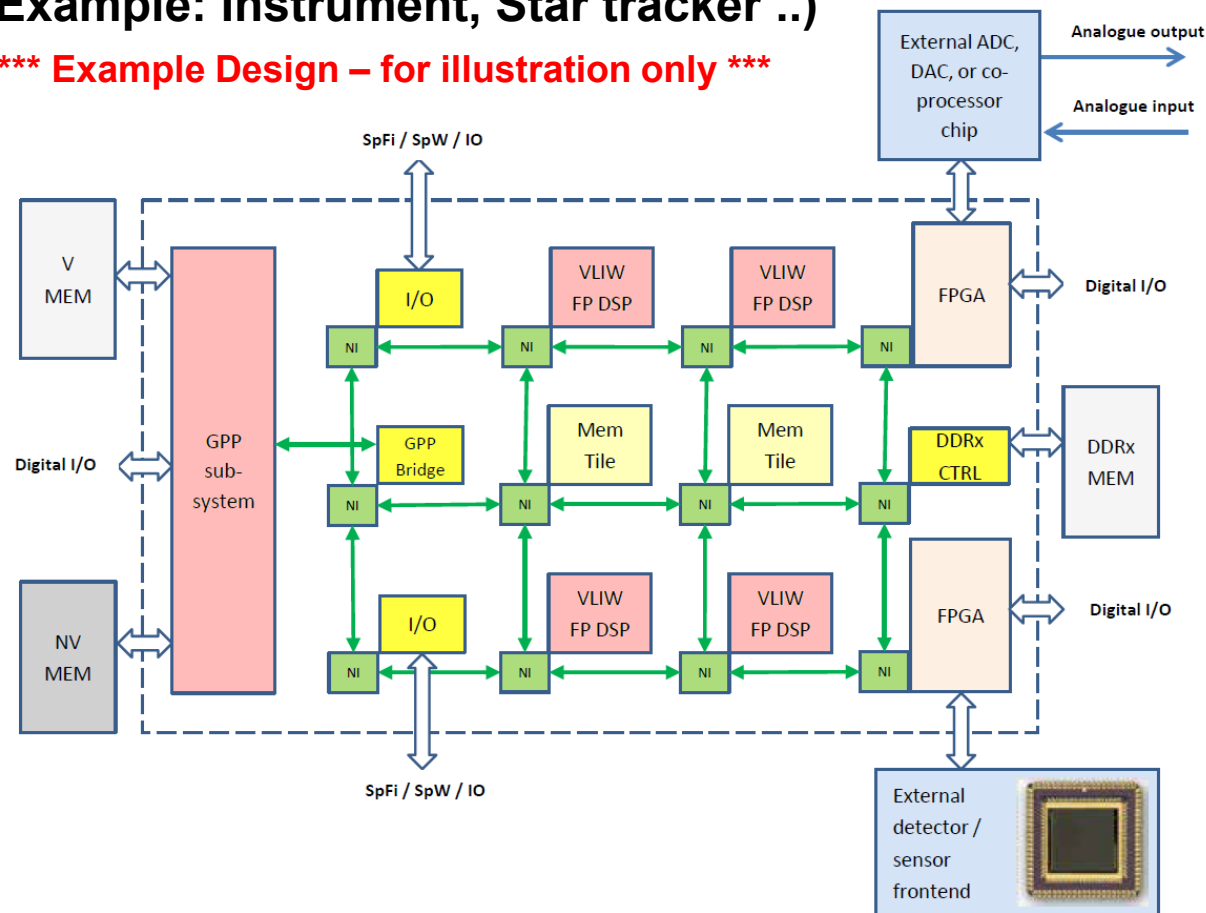 Example: Instrument, Star tracker ..)
*** Example Design – for illustration only ***
External ADC,
DAC, or co-
processor
chip
Analogue output
Analogue input
SpFi / SpW / IO
V
MEM
I/O
VLIW
FP DSP
VLIW
FP DSP
FPGA
Digital I/O
NI
NI
NI
NI
GPP
sub-
system
Digital I/O
GPP
Bridge
Mem
Tile
Mem
Tile
DDRx
CTRL
DDRx
MEM
NI
NI
NI
NI
NV
MEM
I/O
VLIW
FP DSP
VLIW
FP DSP
FPGA
Digital I/O
NI
NI
NI
NI
SpFi / SpW / IO
External
detector /
sensor
frontend